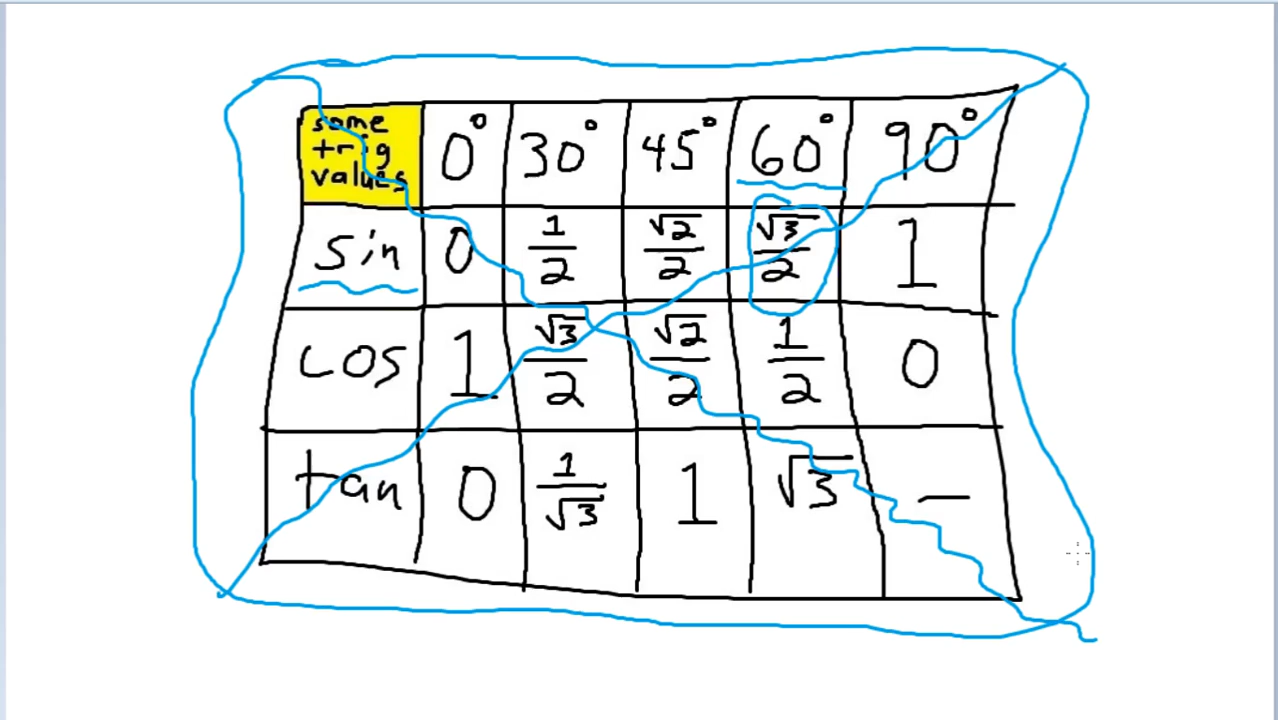 some
trig
values
0° 30° 45° 60° 90°
sin 0 1/2 √2/2 √3/2 1
cos 1 √3/2 √2/2 1/2 0
tan 0 1/√3 1 √3 –